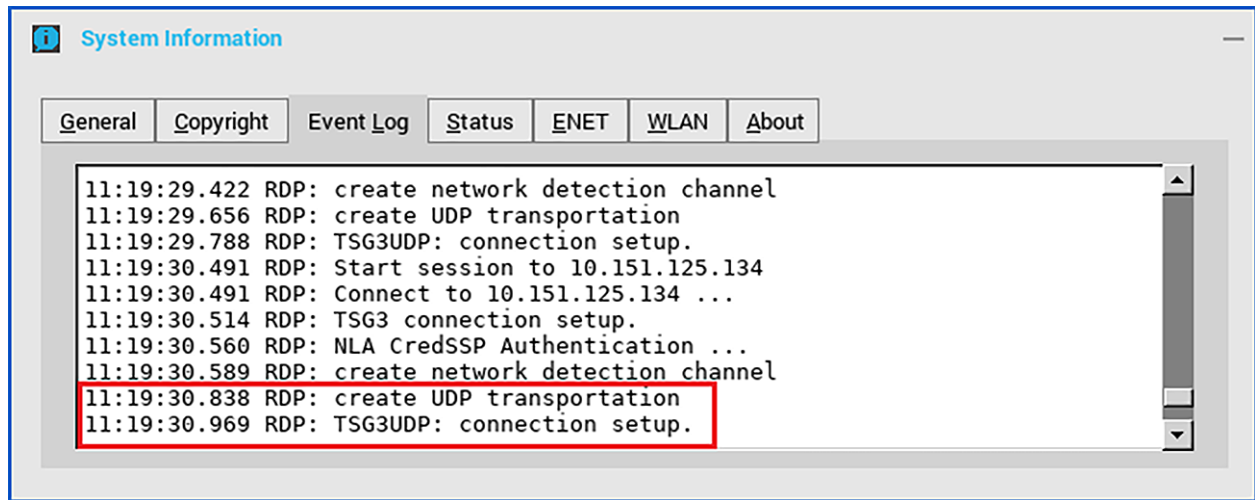 System Information
General Copyright Event Log Status ENET WLAN About
11:19:29.422 RDP: create network detection channel
11:19:29.656 RDP: create UDP transportation
11:19:29.788 RDP: TSG3UDP: connection setup.
11:19:30.491 RDP: Start session to 10.151.125.134
11:19:30.491 RDP: Connect to 10.151.125.134 ...
11:19:30.514 RDP: TSG3 connection setup.
11:19:30.560 RDP: NLA CredSSP Authentication ...
11:19:30.589 RDP: create network detection channel
11:19:30.838 RDP: create UDP transportation
11:19:30.969 RDP: TSG3UDP: connection setup.